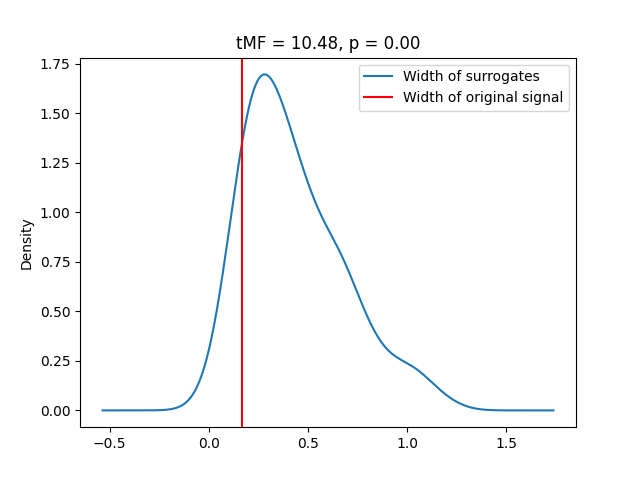 tMF = 10.48, p = 0.00
Width of surrogates
Width of original signal
Density
1.75
1.50
1.25
1.00
0.75
0.50
0.25
0.00
−0.5 0.0 0.5 1.0 1.5